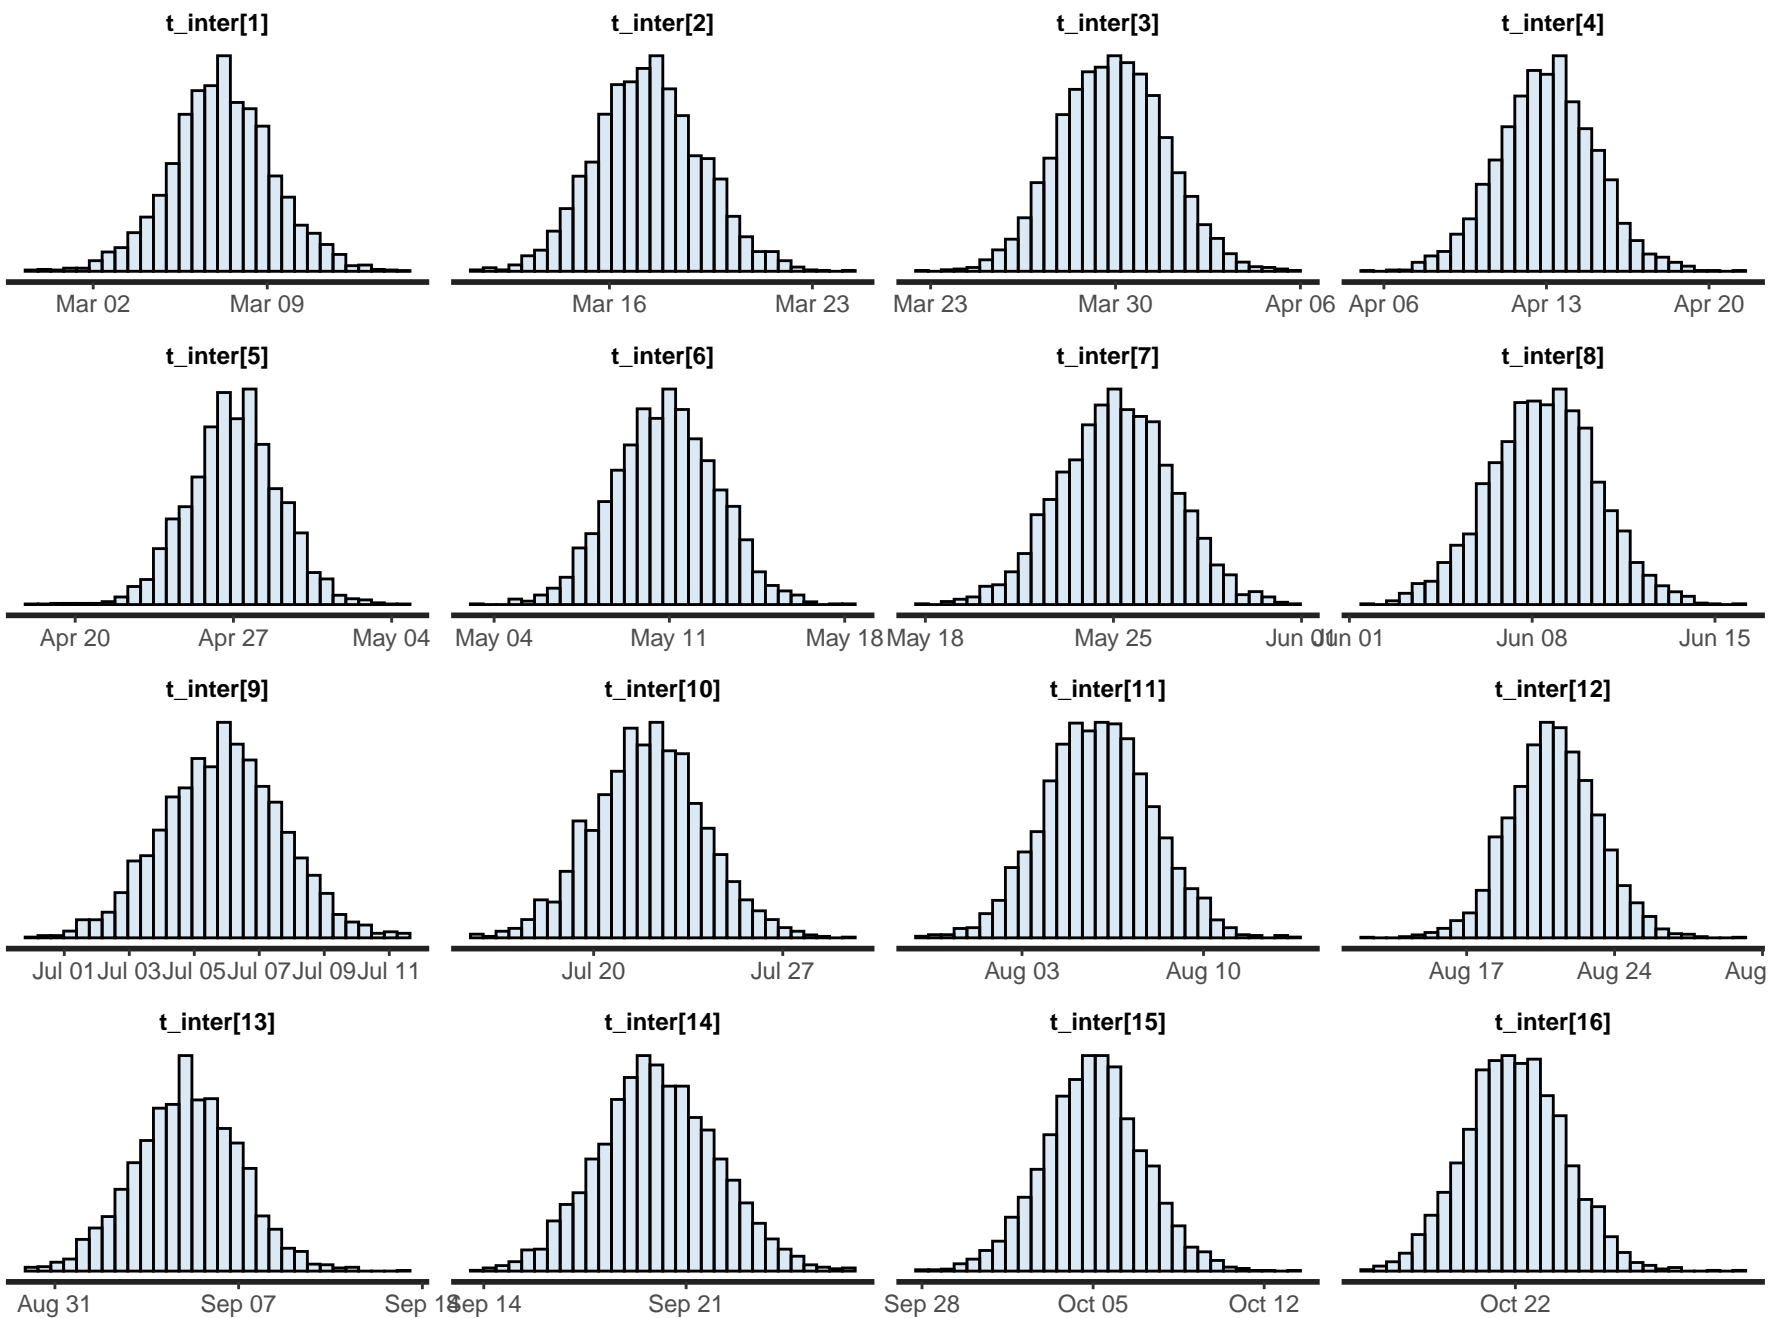 t_inter[1] t_inter[2] t_inter[3] t_inter[4]
Mar 02 Mar 09 Mar 16 Mar 23 Mar 23 Mar 30 Apr 06 Apr 06 Apr 13 Apr 20
t_inter[5] t_inter[6] t_inter[7] t_inter[8]
Apr 20 Apr 27 May 04 May 04 May 11 May 18 May 18 May 25 Jun 01 Jun 01 Jun 08 Jun 15
t_inter[9] t_inter[10] t_inter[11] t_inter[12]
Jul 01 Jul 03 Jul 05 Jul 07 Jul 09 Jul 11 Jul 20 Jul 27 Aug 03 Aug 10 Aug 17 Aug 24 Aug
t_inter[13] t_inter[14] t_inter[15] t_inter[16]
Aug 31 Sep 07 Sep 14 Sep 14 Sep 21 Sep 28 Oct 05 Oct 12 Oct 22